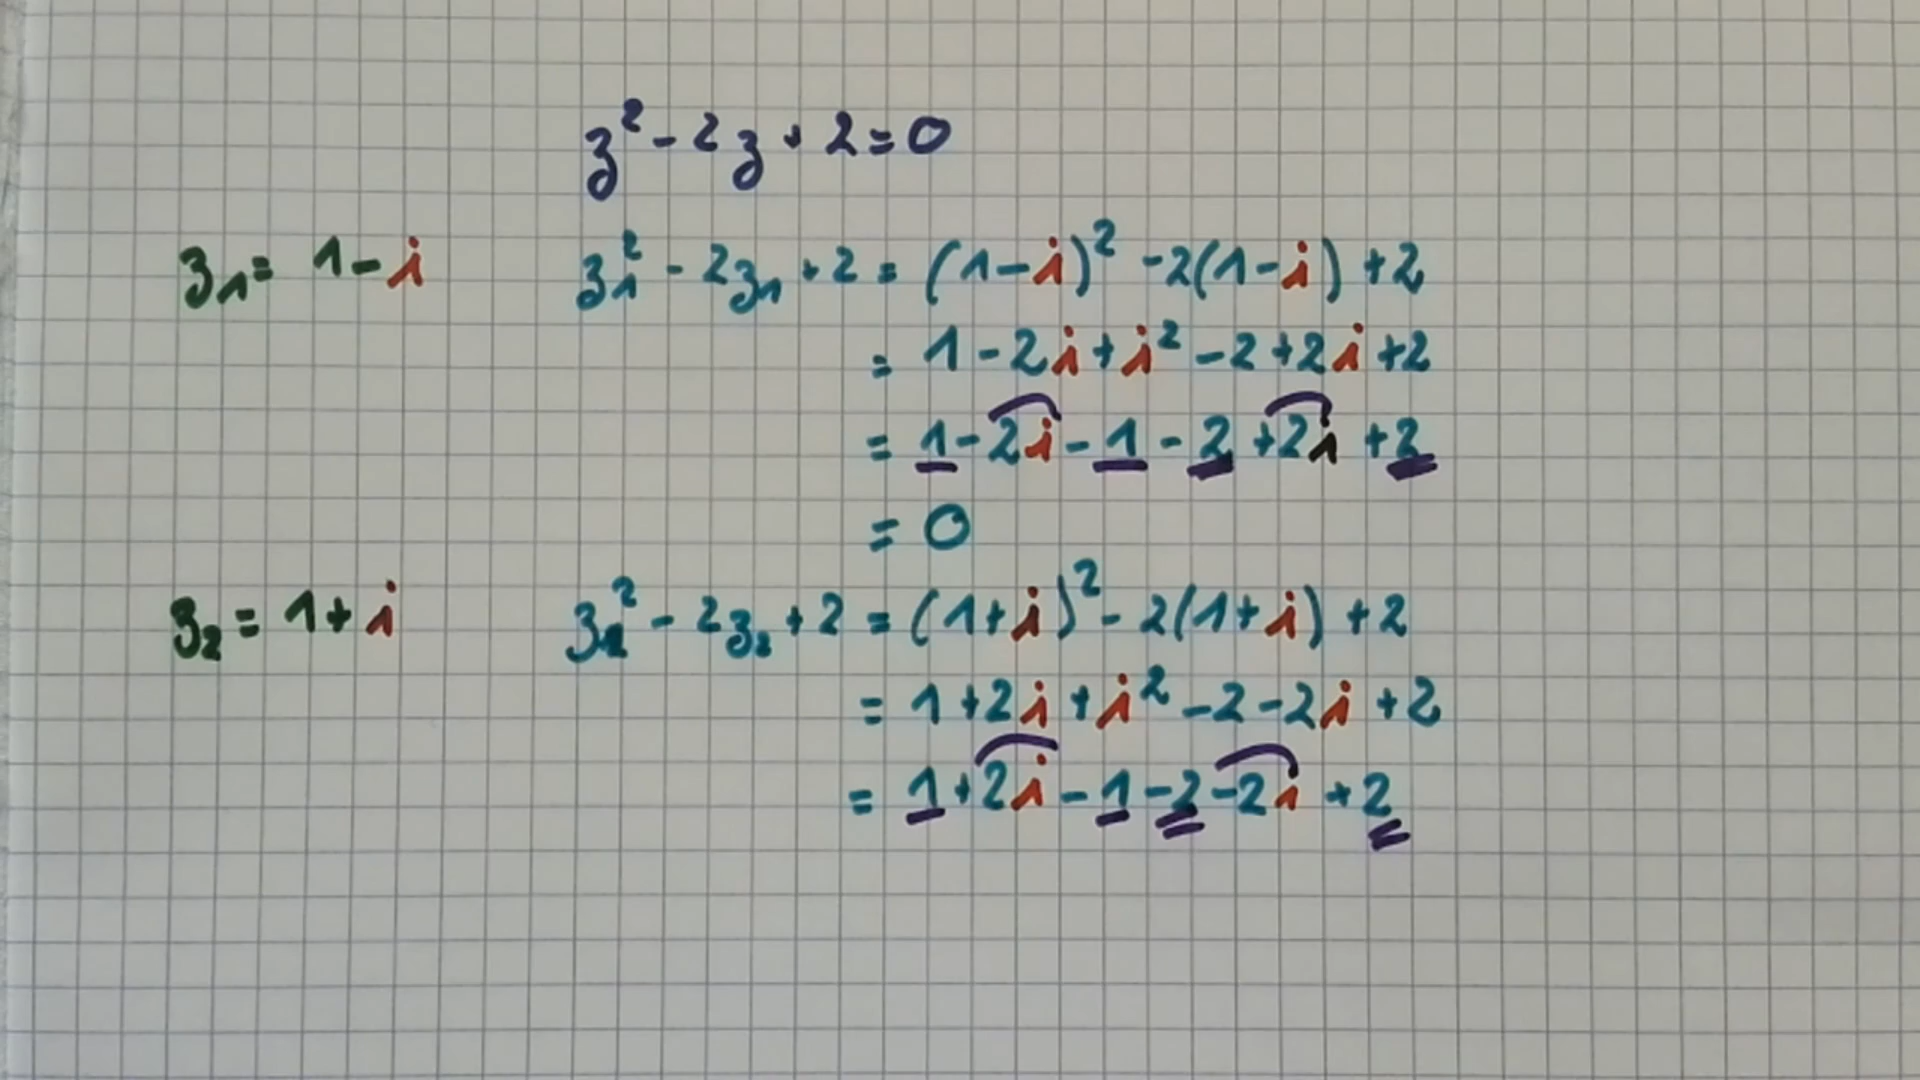 z² - 2z + 2 = 0
z₁ = 1 - i z₁² - 2z₁ + 2 = (1 - i)² - 2(1 - i) + 2
= 1 - 2i + i² - 2 + 2i + 2
= 1 - 2i - 1 - 2 + 2i + 2
= 0
z₂ = 1 + i z₂² - 2z₂ + 2 = (1 + i)² - 2(1 + i) + 2
= 1 + 2i + i² - 2 - 2i + 2
= 1 + 2i - 1 - 2 - 2i + 2